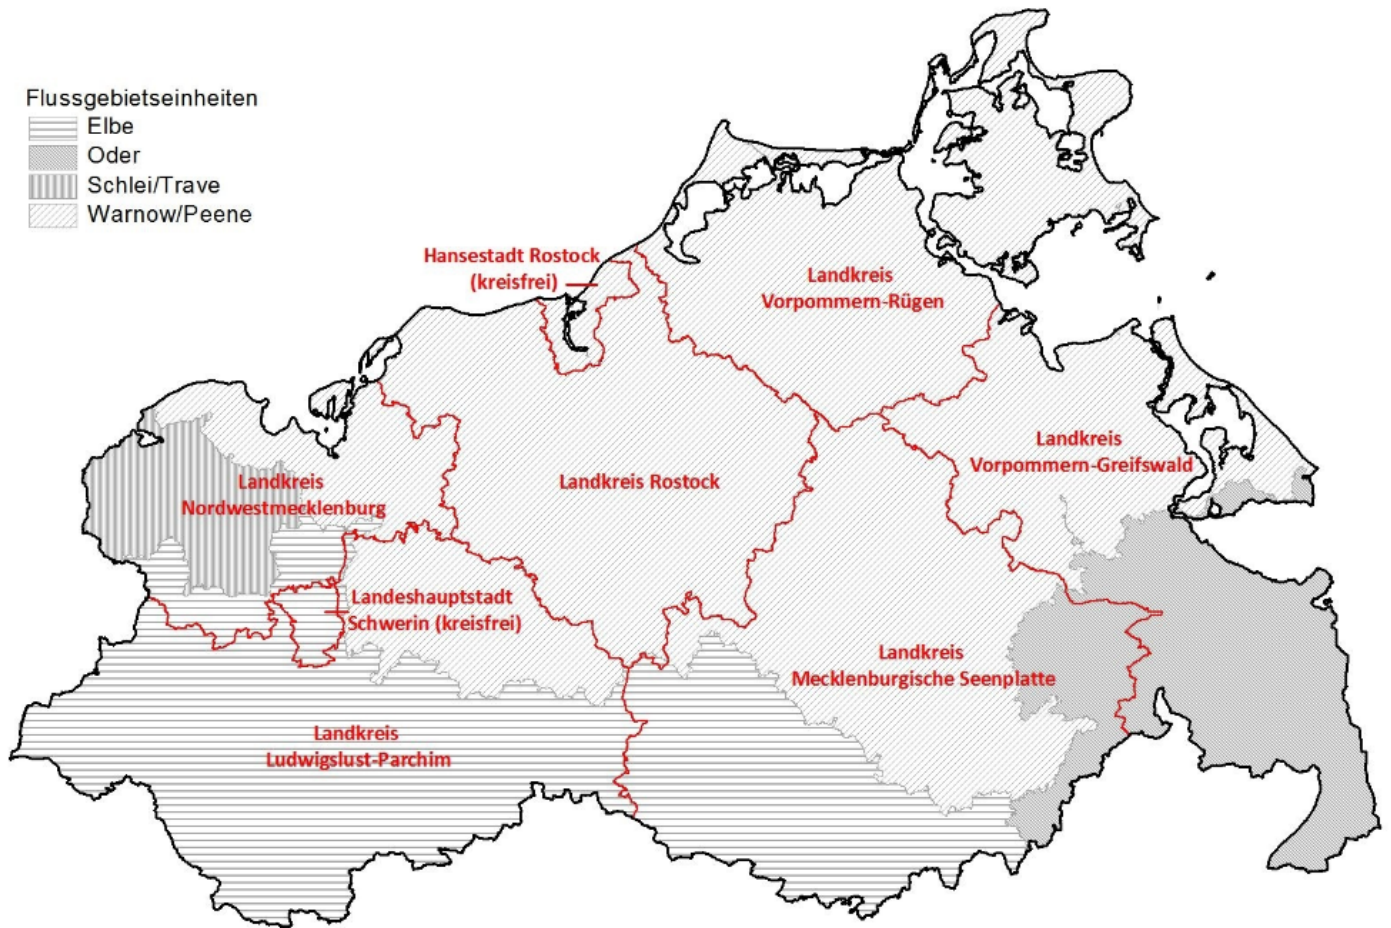 Flussgebietseinheiten
Elbe
Oder
Schlei/Trave
Warnow/Peene
Hansestadt Rostock
(kreisfrei)
Landkreis
Vorpommern-Rügen
Landkreis
Vorpommern-Greifswald
Landkreis
Nordwestmecklenburg
Landkreis Rostock
Landeshauptstadt
Schwerin (kreisfrei)
Landkreis
Mecklenburgische Seenplatte
Landkreis
Ludwigslust-Parchim